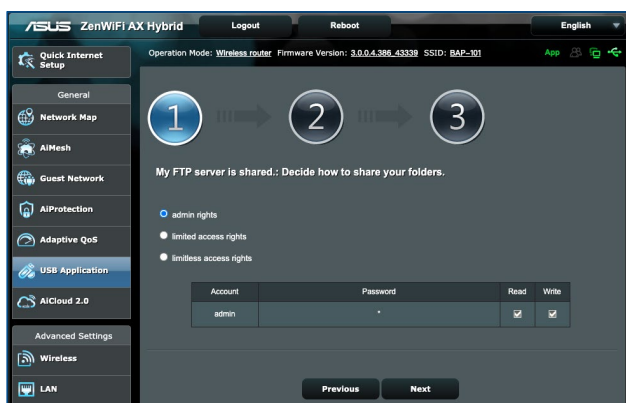 ASUS ZenWiFi AX Hybrid Logout Reboot English
Quick Internet Setup
Operation Mode: Wireless router Firmware Version: 3.0.0.4.386_43339 SSID: BAP-101 App
General
Network Map
AiMesh
Guest Network
AiProtection
Adaptive QoS
USB Application
AiCloud 2.0
Advanced Settings
Wireless
LAN
1 2 3
My FTP server is shared.: Decide how to share your folders.
admin rights
limited access rights
limitless access rights
Account Password Read Write
admin *
Previous Next